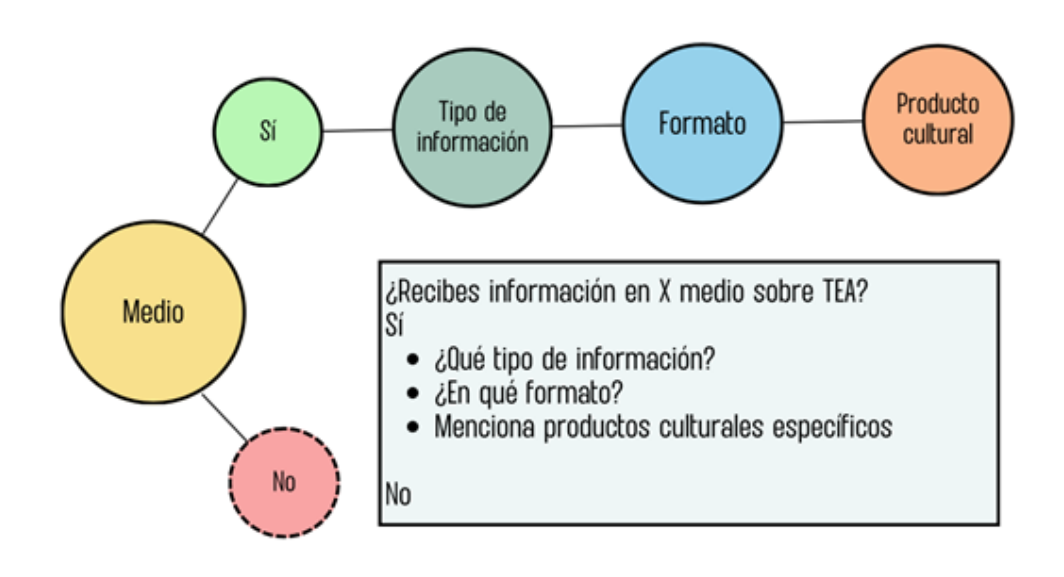 Sí
Tipo de
información
Formato
Producto
cultural
Medio
No
¿Recibes información en X medio sobre TEA?
Sí
• ¿Qué tipo de información?
• ¿En qué formato?
• Menciona productos culturales específicos
No